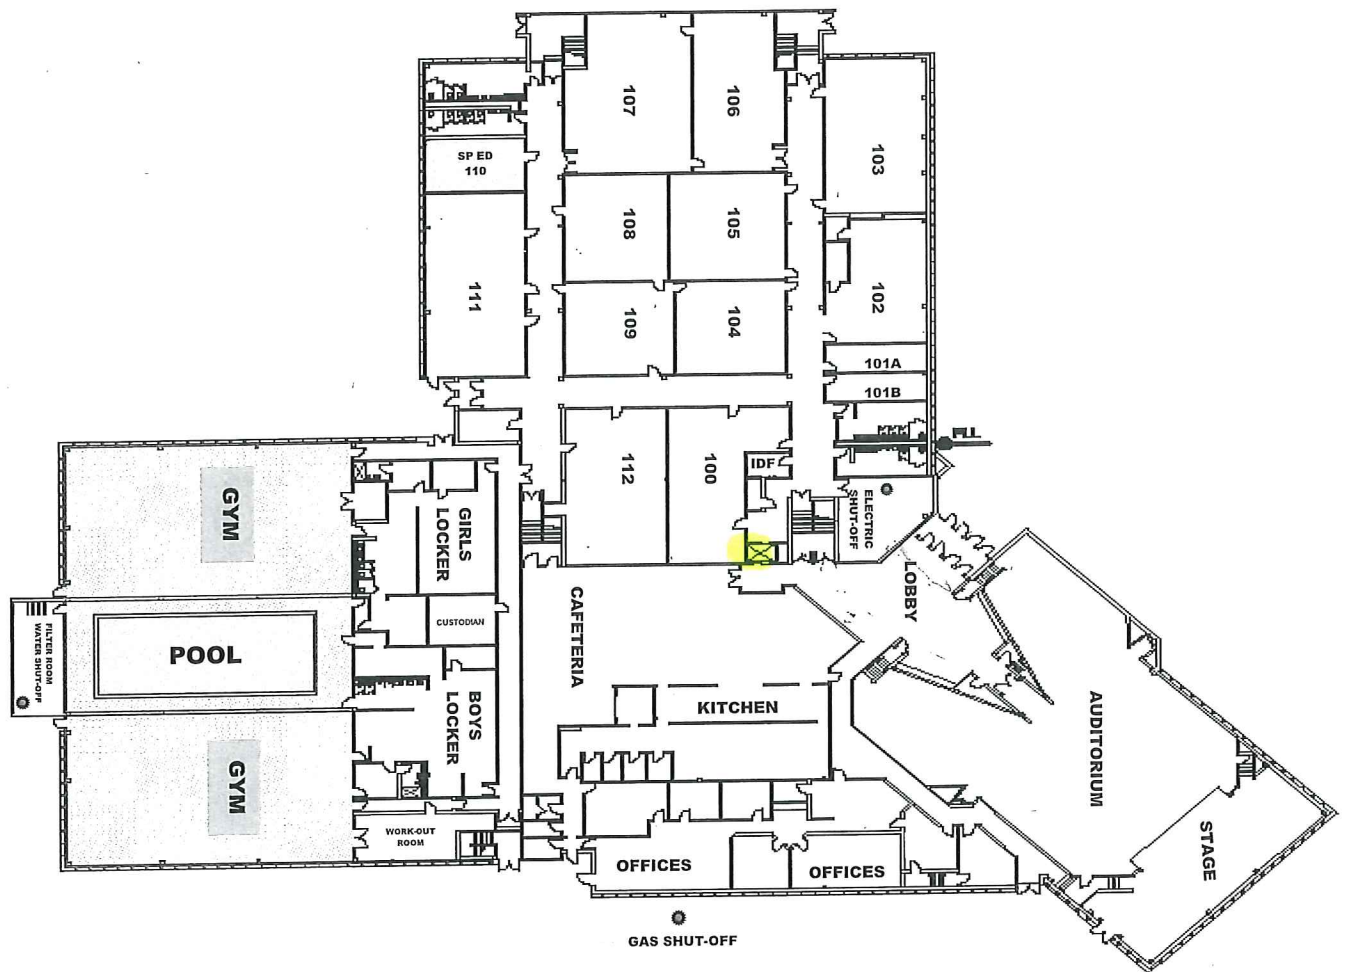 107
106
SP ED
110
103
108
105
111
109
104
102
101A
101B
112
100
IDF
ELECTRIC
SHUT-OFF
GYM
GIRLS
LOCKER
LOBBY
CAFETERIA
CUSTODIAN
FILTER ROOM
WATER SHUT-OFF
POOL
BOYS
LOCKER
KITCHEN
AUDITORIUM
GYM
WORK-OUT
ROOM
OFFICES
OFFICES
STAGE
GAS SHUT-OFF